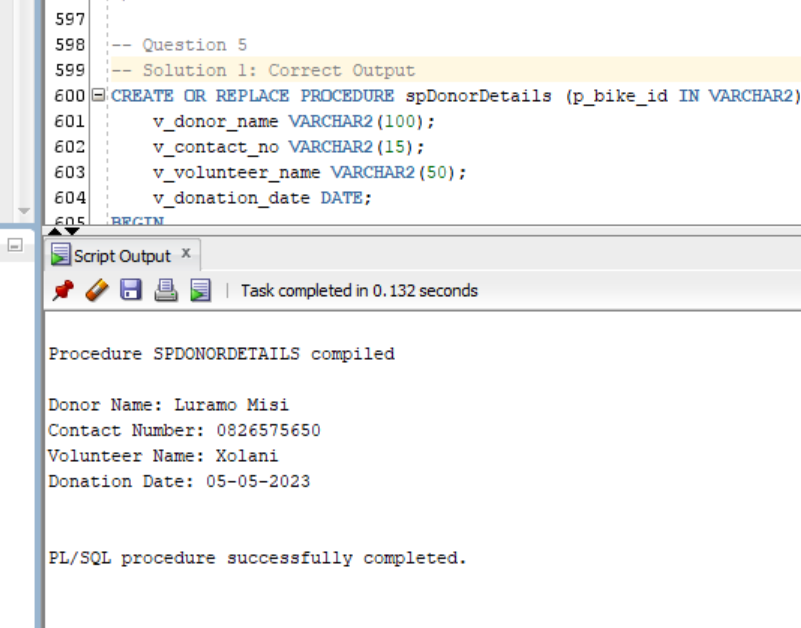 597
598 -- Question 5
599 -- Solution 1: Correct Output
600 CREATE OR REPLACE PROCEDURE spDonorDetails (p_bike_id IN VARCHAR2)
601 v_donor_name VARCHAR2(100);
602 v_contact_no VARCHAR2(15);
603 v_volunteer_name VARCHAR2(50);
604 v_donation_date DATE;
605 BEGIN
Script Output x
Task completed in 0.132 seconds
Procedure SPDONORDETAILS compiled
Donor Name: Luramo Misi
Contact Number: 0826575650
Volunteer Name: Xolani
Donation Date: 05-05-2023
PL/SQL procedure successfully completed.